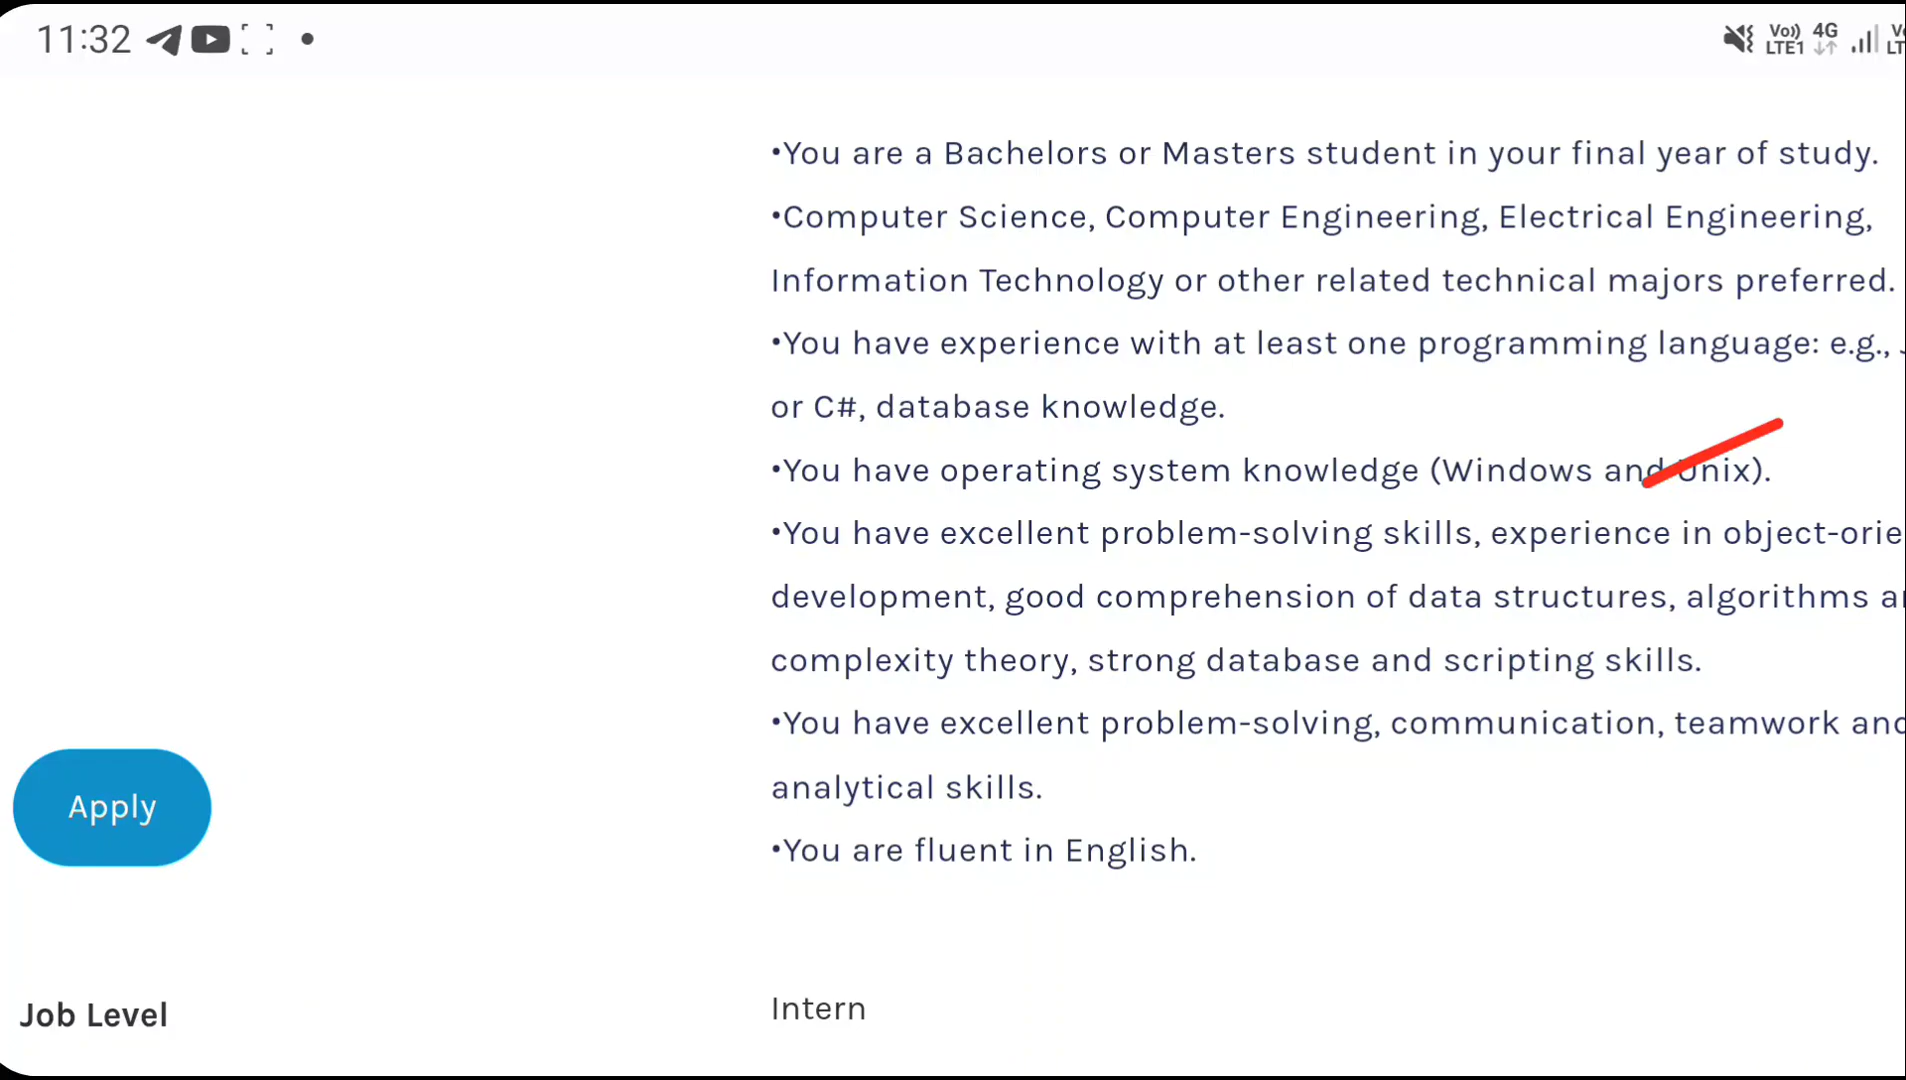 11:32
Vo)) 4G
LTE1
•You are a Bachelors or Masters student in your final year of study.
•Computer Science, Computer Engineering, Electrical Engineering,
Information Technology or other related technical majors preferred.
•You have experience with at least one programming language: e.g.,
or C#, database knowledge.
•You have operating system knowledge (Windows and Unix).
•You have excellent problem-solving skills, experience in object-orie
development, good comprehension of data structures, algorithms
complexity theory, strong database and scripting skills.
•You have excellent problem-solving, communication, teamwork and
analytical skills.
•You are fluent in English.
Apply
Job Level
Intern